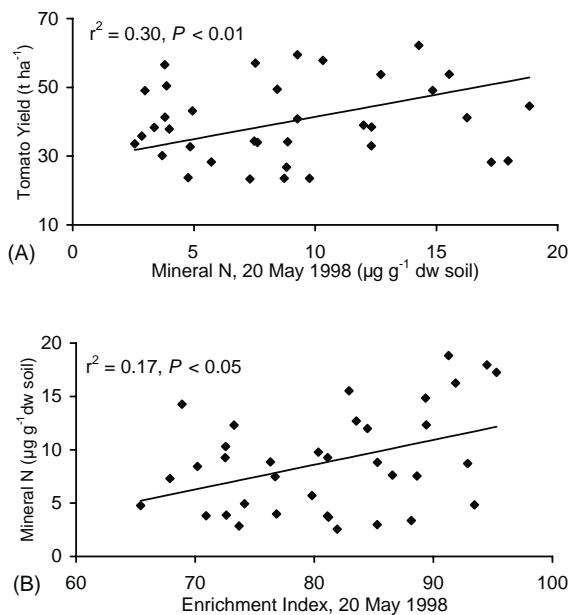 r² = 0.30, P < 0.01
Tomato Yield (t ha⁻¹)
70
50
30
10
0
5
10
15
20
(A)
Mineral N, 20 May 1998 (µg g⁻¹ dw soil)
r² = 0.17, P < 0.05
Mineral N (µg g⁻¹ dw soil)
20
15
10
5
0
60
70
80
90
100
(B)
Enrichment Index, 20 May 1998